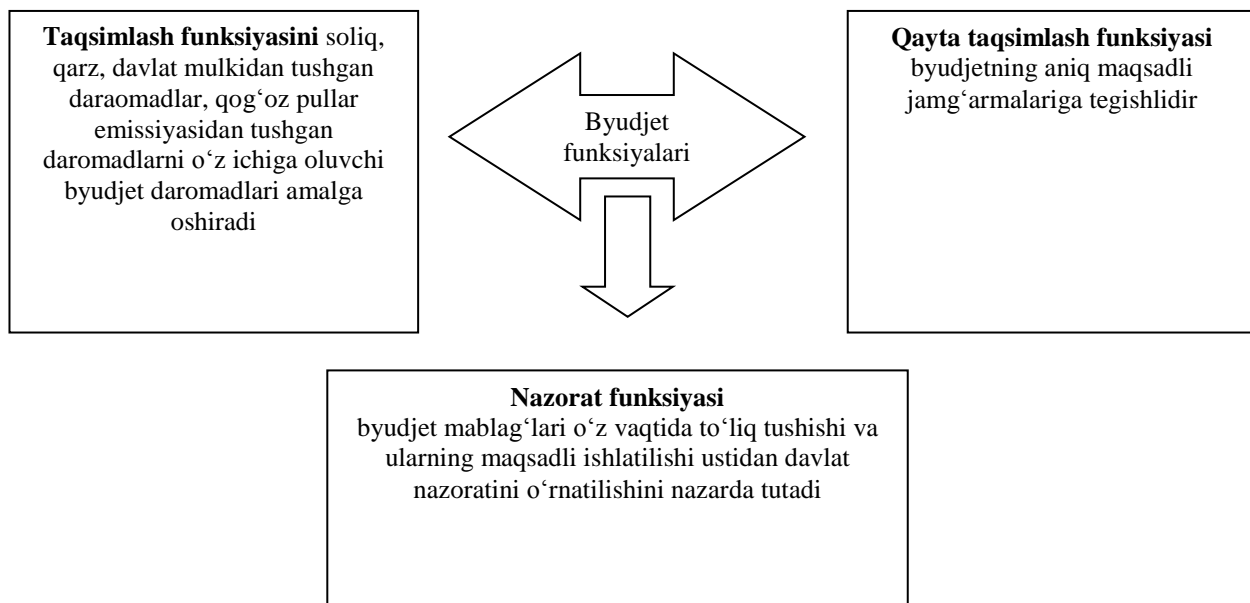 Taqsimlash funksiyasini soliq,
qarz, davlat mulkidan tushgan
daraomadlar, qog‘oz pullar
emissiyasidan tushgan
daromadlarni o‘z ichiga oluvchi
byudjet daromadlari amalga
oshiradi
Byudjet
funksiyalari
Qayta taqsimlash funksiyasi
byudjetning aniq maqsadli
jamg‘armalariga tegishlidir
Nazorat funksiyasi
byudjet mablag‘lari o‘z vaqtida to‘liq tushishi va
ularning maqsadli ishlatilishi ustidan davlat
nazoratini o‘rnatilishini nazarda tutadi